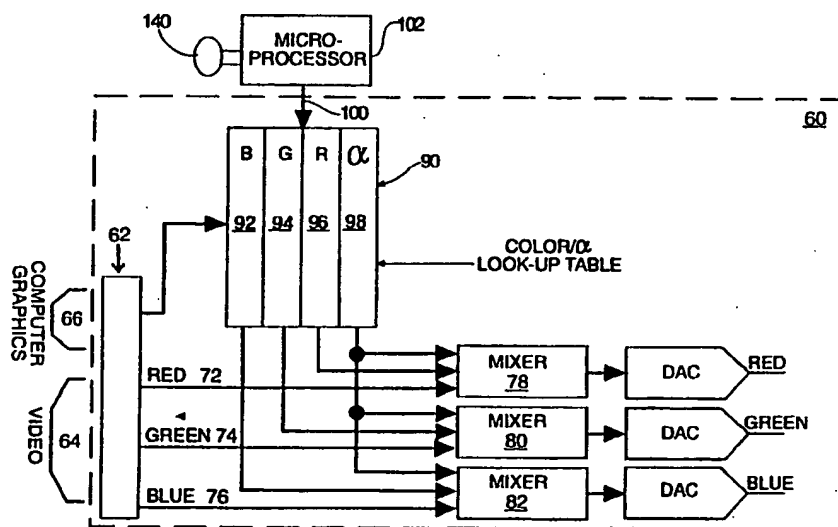 140
MICRO-
PROCESSOR
102
100
60
B G R α
90
92 94 96 98
62
COLOR/α
LOOK-UP TABLE
COMPUTER
GRAPHICS
66
VIDEO
64
RED 72
GREEN 74
BLUE 76
MIXER
78
DAC
RED
MIXER
80
DAC
GREEN
MIXER
82
DAC
BLUE